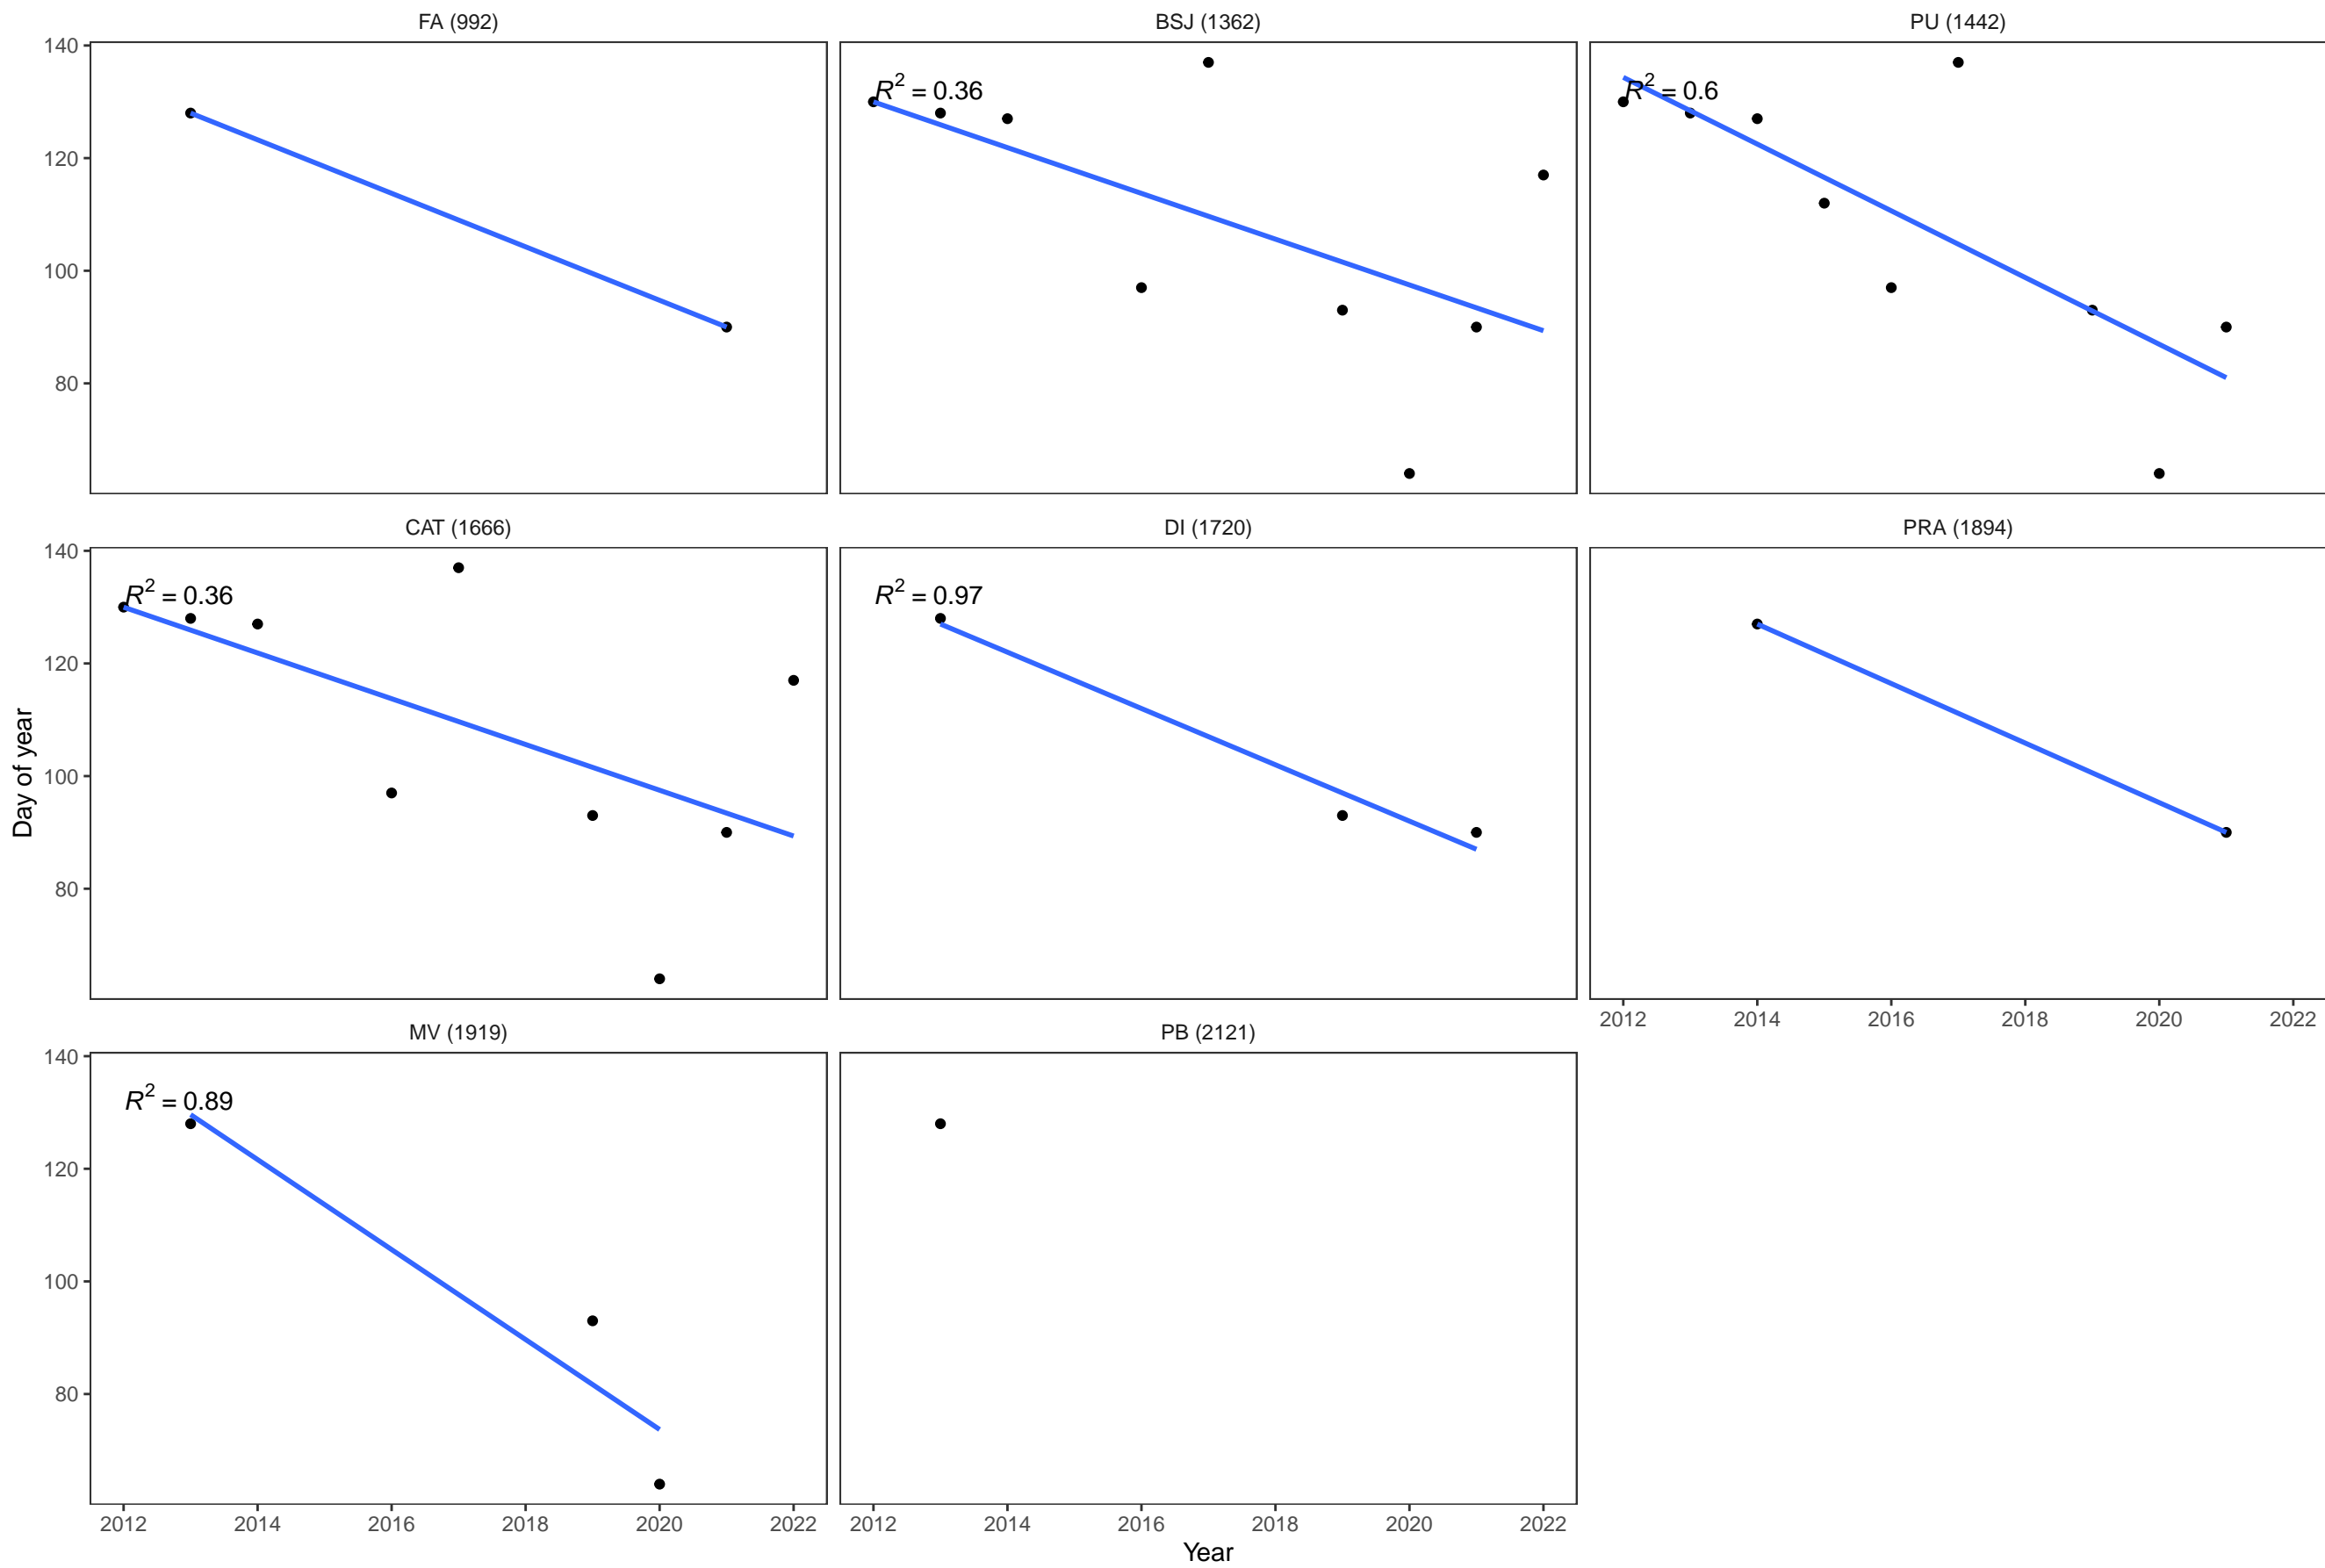 FA (992)
BSJ (1362)
PU (1442)
140
120
100
80
R² = 0.36
R² = 0.6
CAT (1666)
DI (1720)
PRA (1894)
140
120
100
80
R² = 0.36
R² = 0.97
2012 2014 2016 2018 2020 2022
Day of year
MV (1919)
PB (2121)
140
120
100
80
R² = 0.89
2012 2014 2016 2018 2020 2022
2012 2014 2016 2018 2020 2022
Year